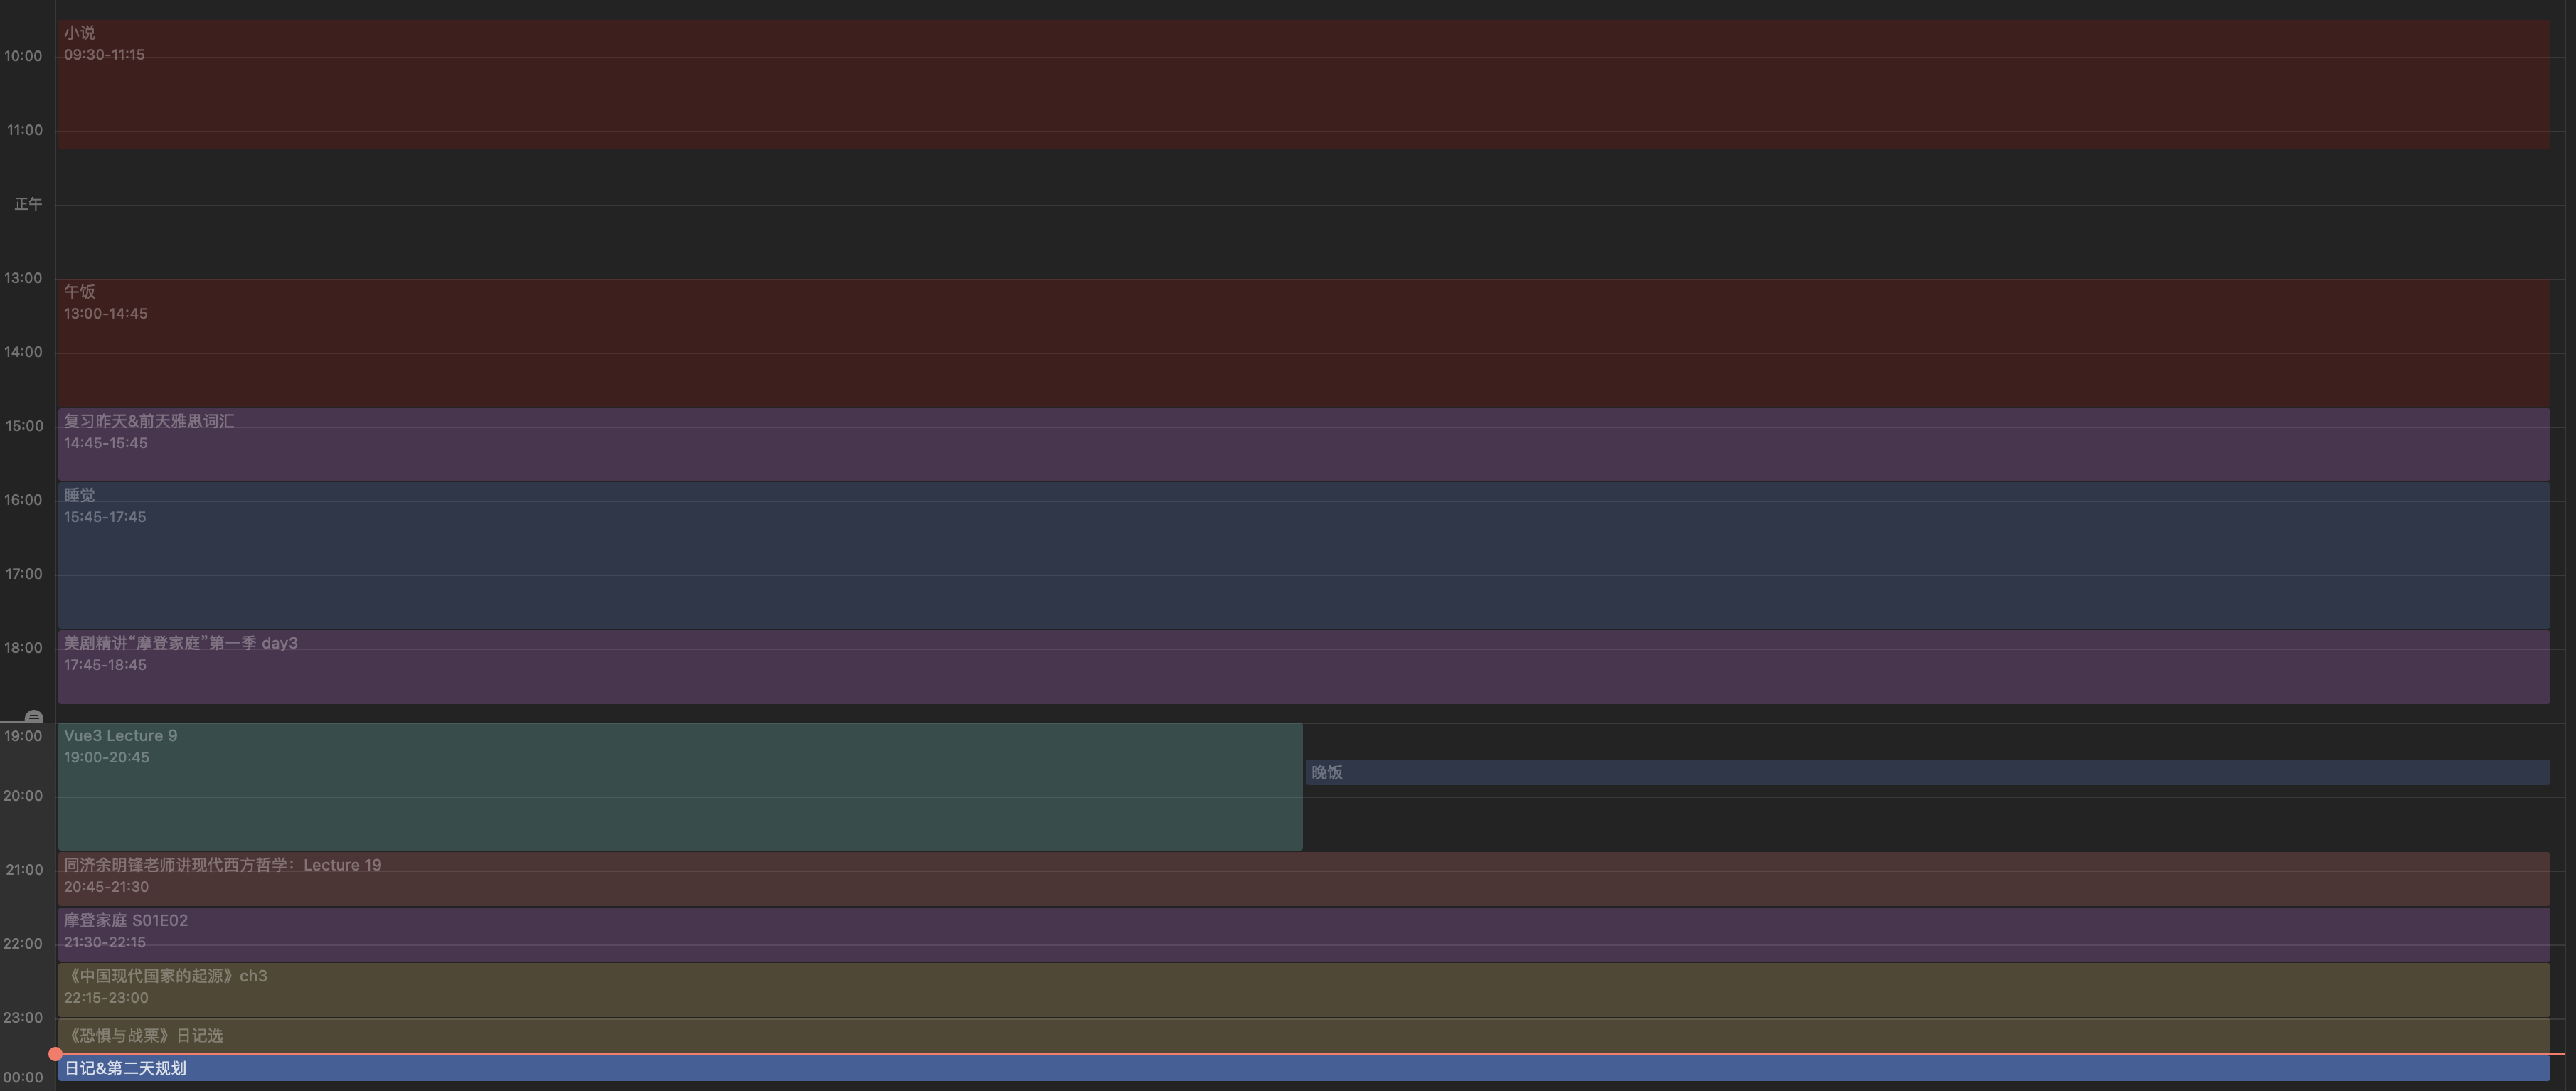 小说
10:00
09:30-11:15
11:00
正午
13:00
午饭
13:00-14:45
14:00
复习昨天&前天雅思词汇
15:00
14:45-15:45
睡觉
16:00
15:45-17:45
17:00
美剧精讲“摩登家庭”第一季 day3
18:00
17:45-18:45
19:00
Vue3 Lecture 9
19:00-20:45
晚饭
20:00
同济余明锋老师讲现代西方哲学：Lecture 19
21:00
20:45-21:30
摩登家庭 S01E02
22:00
21:30-22:15
《中国现代国家的起源》ch3
22:15-23:00
23:00
《恐惧与战栗》日记选
日记&第二天规划
00:00